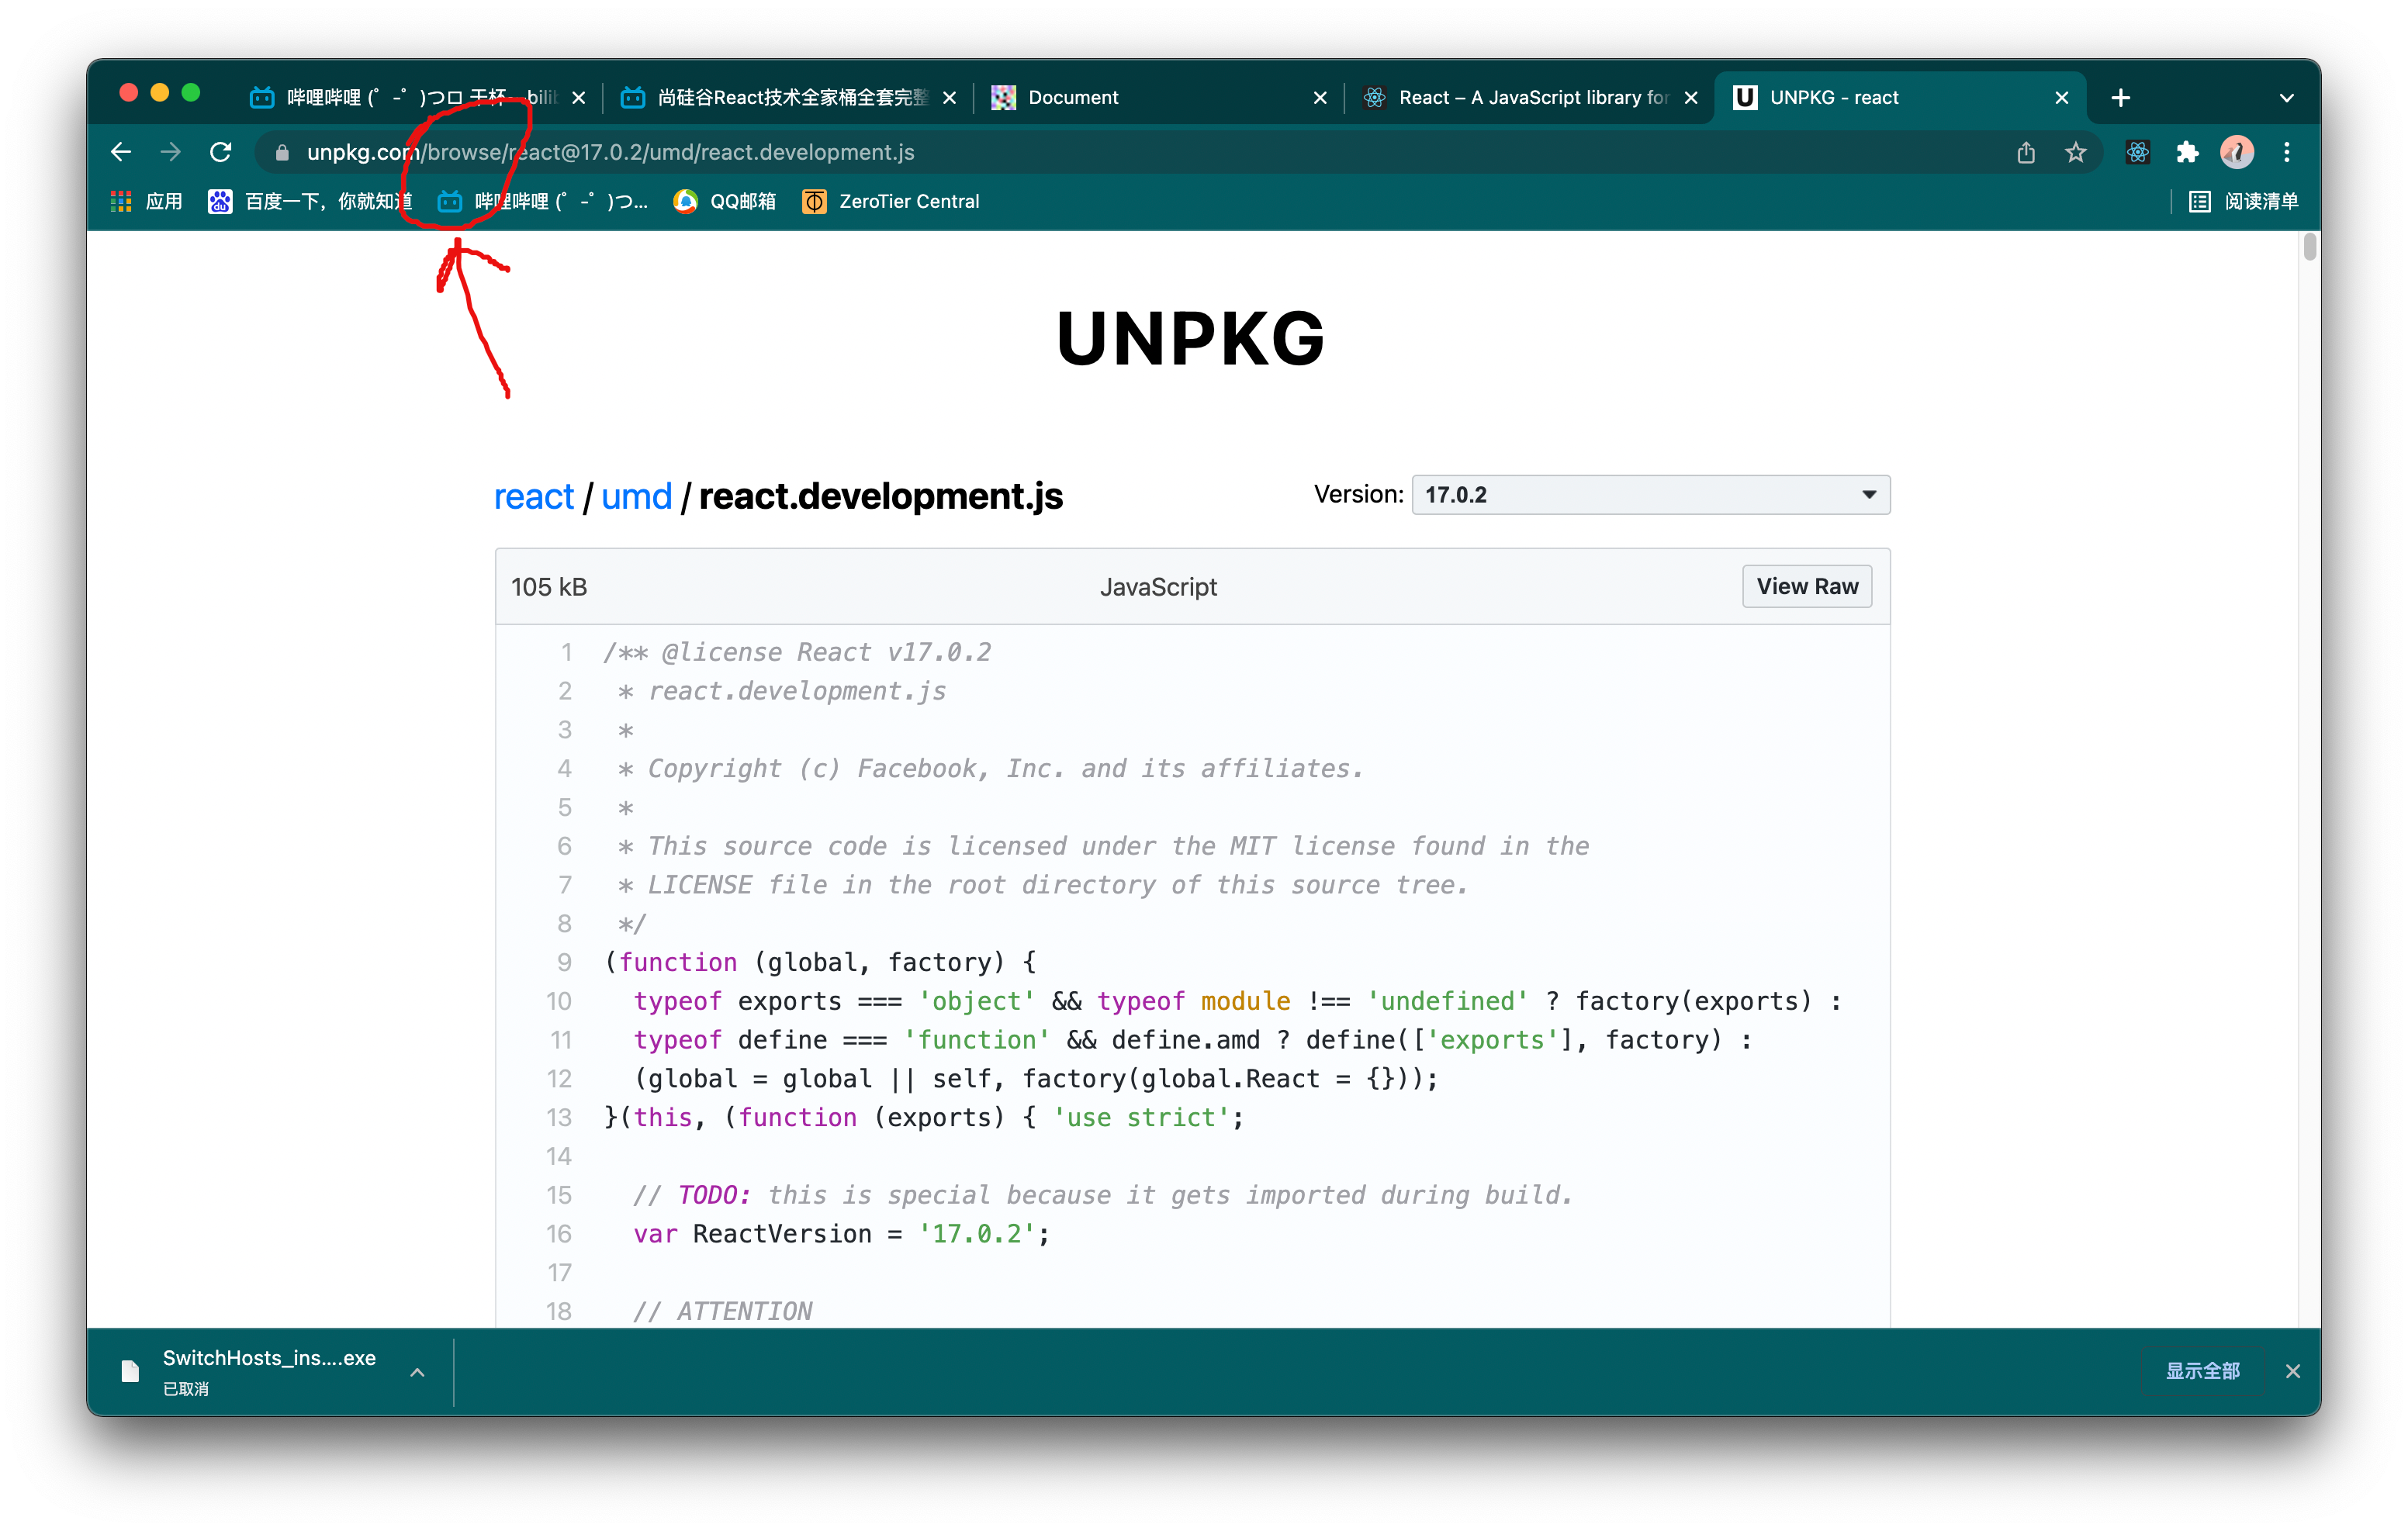 哔哩哔哩 (゜-゜)つロ 干杯~-bili
尚硅谷React技术全家桶全套完整
Document
React – A JavaScript library for
UNPKG - react
unpkg.com/browse/react@17.0.2/umd/react.development.js
应用
百度一下，你就知道
哔哩哔哩 (゜-゜)つ...
QQ邮箱
ZeroTier Central
阅读清单
UNPKG
react / umd / react.development.js
Version: 17.0.2
105 kB
JavaScript
View Raw
1 /** @license React v17.0.2
2  * react.development.js
3  *
4  * Copyright (c) Facebook, Inc. and its affiliates.
5  *
6  * This source code is licensed under the MIT license found in the
7  * LICENSE file in the root directory of this source tree.
8  */
9 (function (global, factory) {
10   typeof exports === 'object' && typeof module !== 'undefined' ? factory(exports) :
11   typeof define === 'function' && define.amd ? define(['exports'], factory) :
12   (global = global || self, factory(global.React = {}));
13 }(this, (function (exports) { 'use strict';
14
15   // TODO: this is special because it gets imported during build.
16   var ReactVersion = '17.0.2';
17
18   // ATTENTION
SwitchHosts_ins....exe
已取消
显示全部